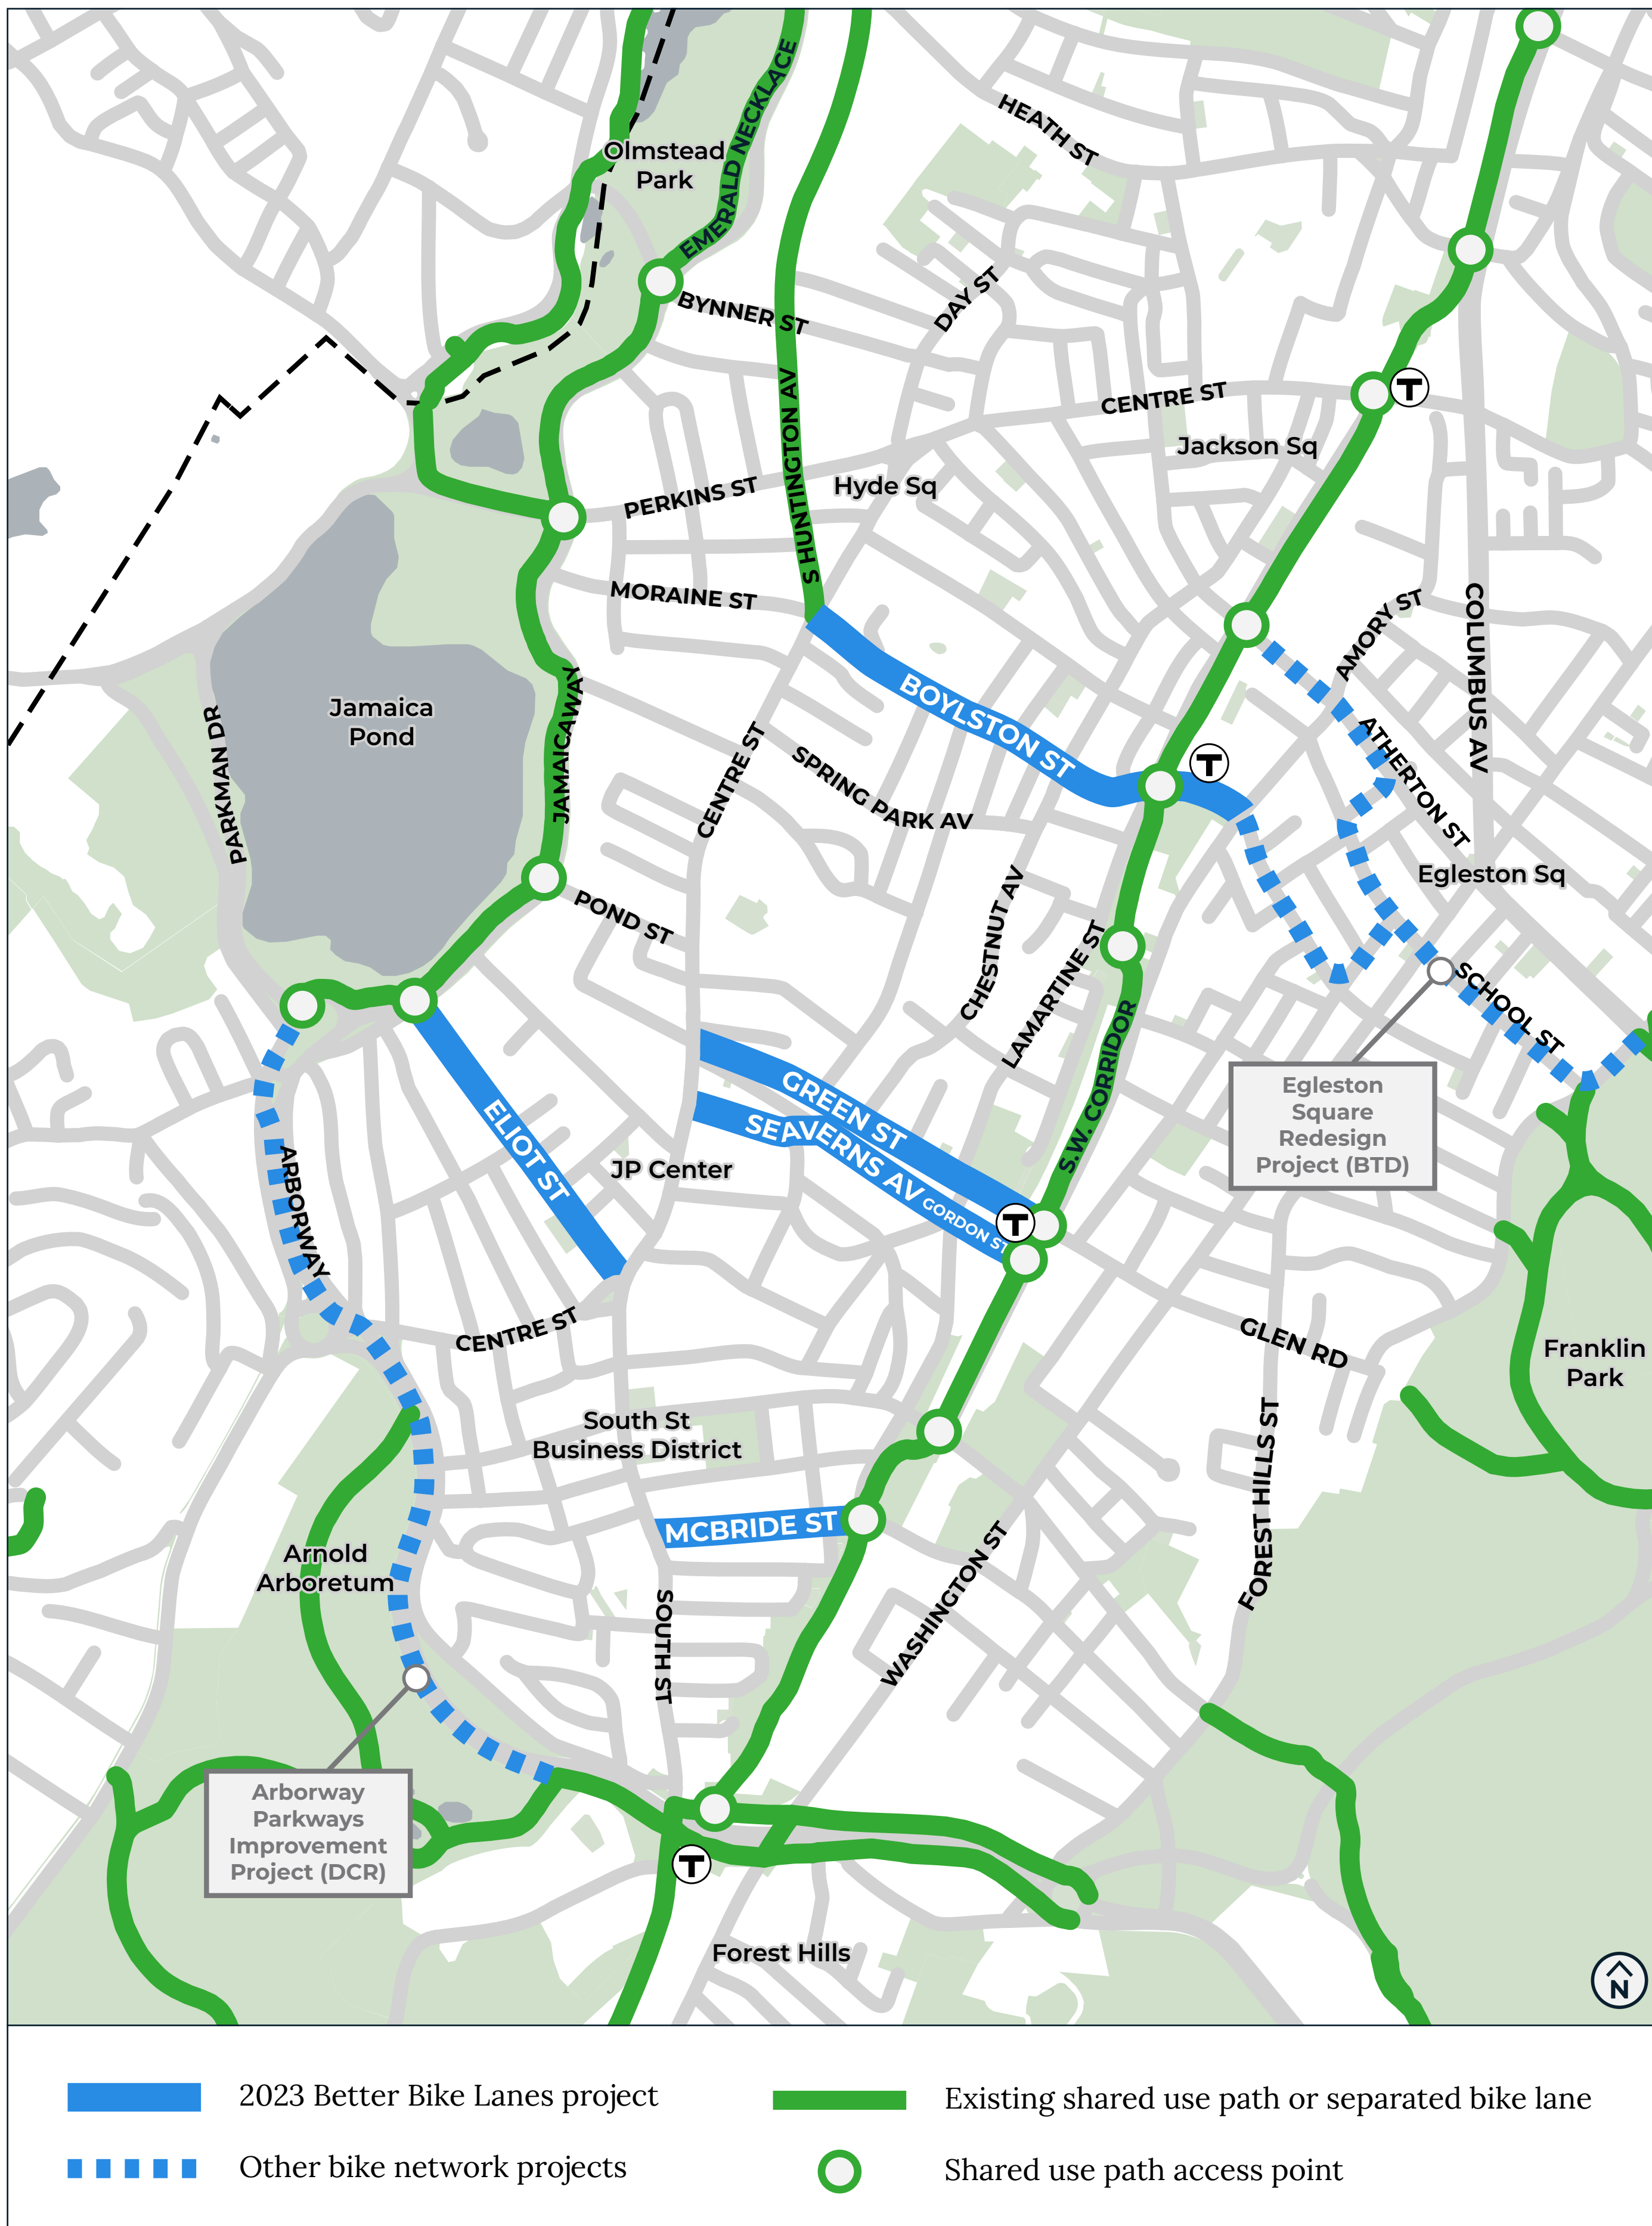 HEATH ST
Olmstead
Park
EMERALD NECKLACE
BYNNER ST
DAY ST
CENTRE ST
T
Jackson Sq
S HUNTINGTON AV
PERKINS ST
Hyde Sq
MORAINE ST
AMORY ST
COLUMBUS AV
Jamaica
Pond
PARKMAN DR
JAMAICAWAY
BOYLSTON ST
T
CENTRE ST
SPRING PARK AV
ATHERTON ST
Egleston Sq
POND ST
CHESTNUT AV
LAMARTINE ST
SCHOOL ST
S.W. CORRIDOR
Egleston
Square
Redesign
Project (BTD)
GREEN ST
SEAVERNS AV
GORDON ST
T
ELIOT ST
JP Center
ARBORWAY
CENTRE ST
GLEN RD
Franklin
Park
South St
Business District
FOREST HILLS ST
MCBRIDE ST
Arnold
Arboretum
WASHINGTON ST
SOUTH ST
Arborway
Parkways
Improvement
Project (DCR)
T
Forest Hills
N
2023 Better Bike Lanes project
Existing shared use path or separated bike lane
Other bike network projects
Shared use path access point